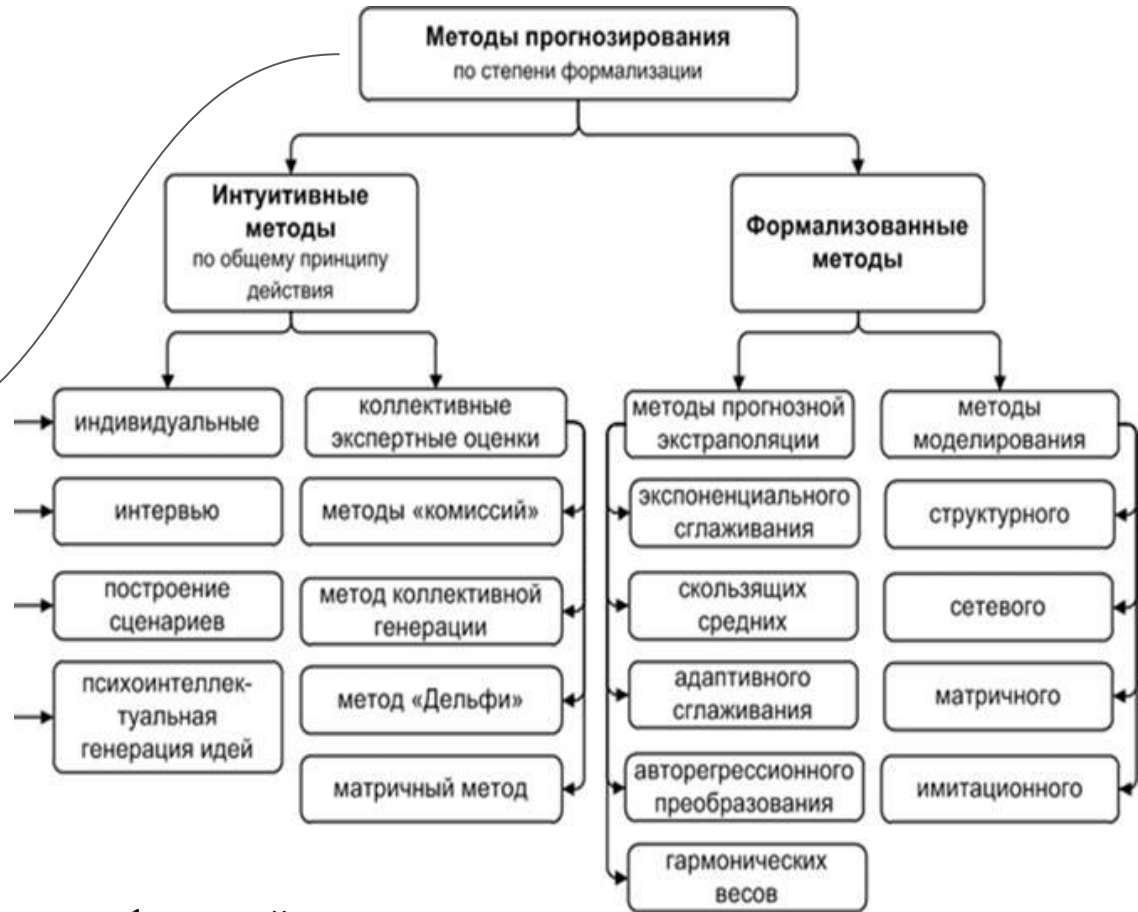 Методы прогнозирования
по степени формализации
Интуитивные
методы
по общему принципу
действия
Формализованные
методы
индивидуальные
интервью
построение
сценариев
психоинтеллек-
туальная
генерация идей
коллективные
экспертные оценки
методы «комиссий»
метод коллективной
генерации
метод «Дельфи»
матричный метод
методы прогнозной
экстраполяции
экспоненциального
сглаживания
скользящих
средних
адаптивного
сглаживания
авторегрессионного
преобразования
гармонических
весов
методы
моделирования
структурного
сетевого
матричного
имитационного